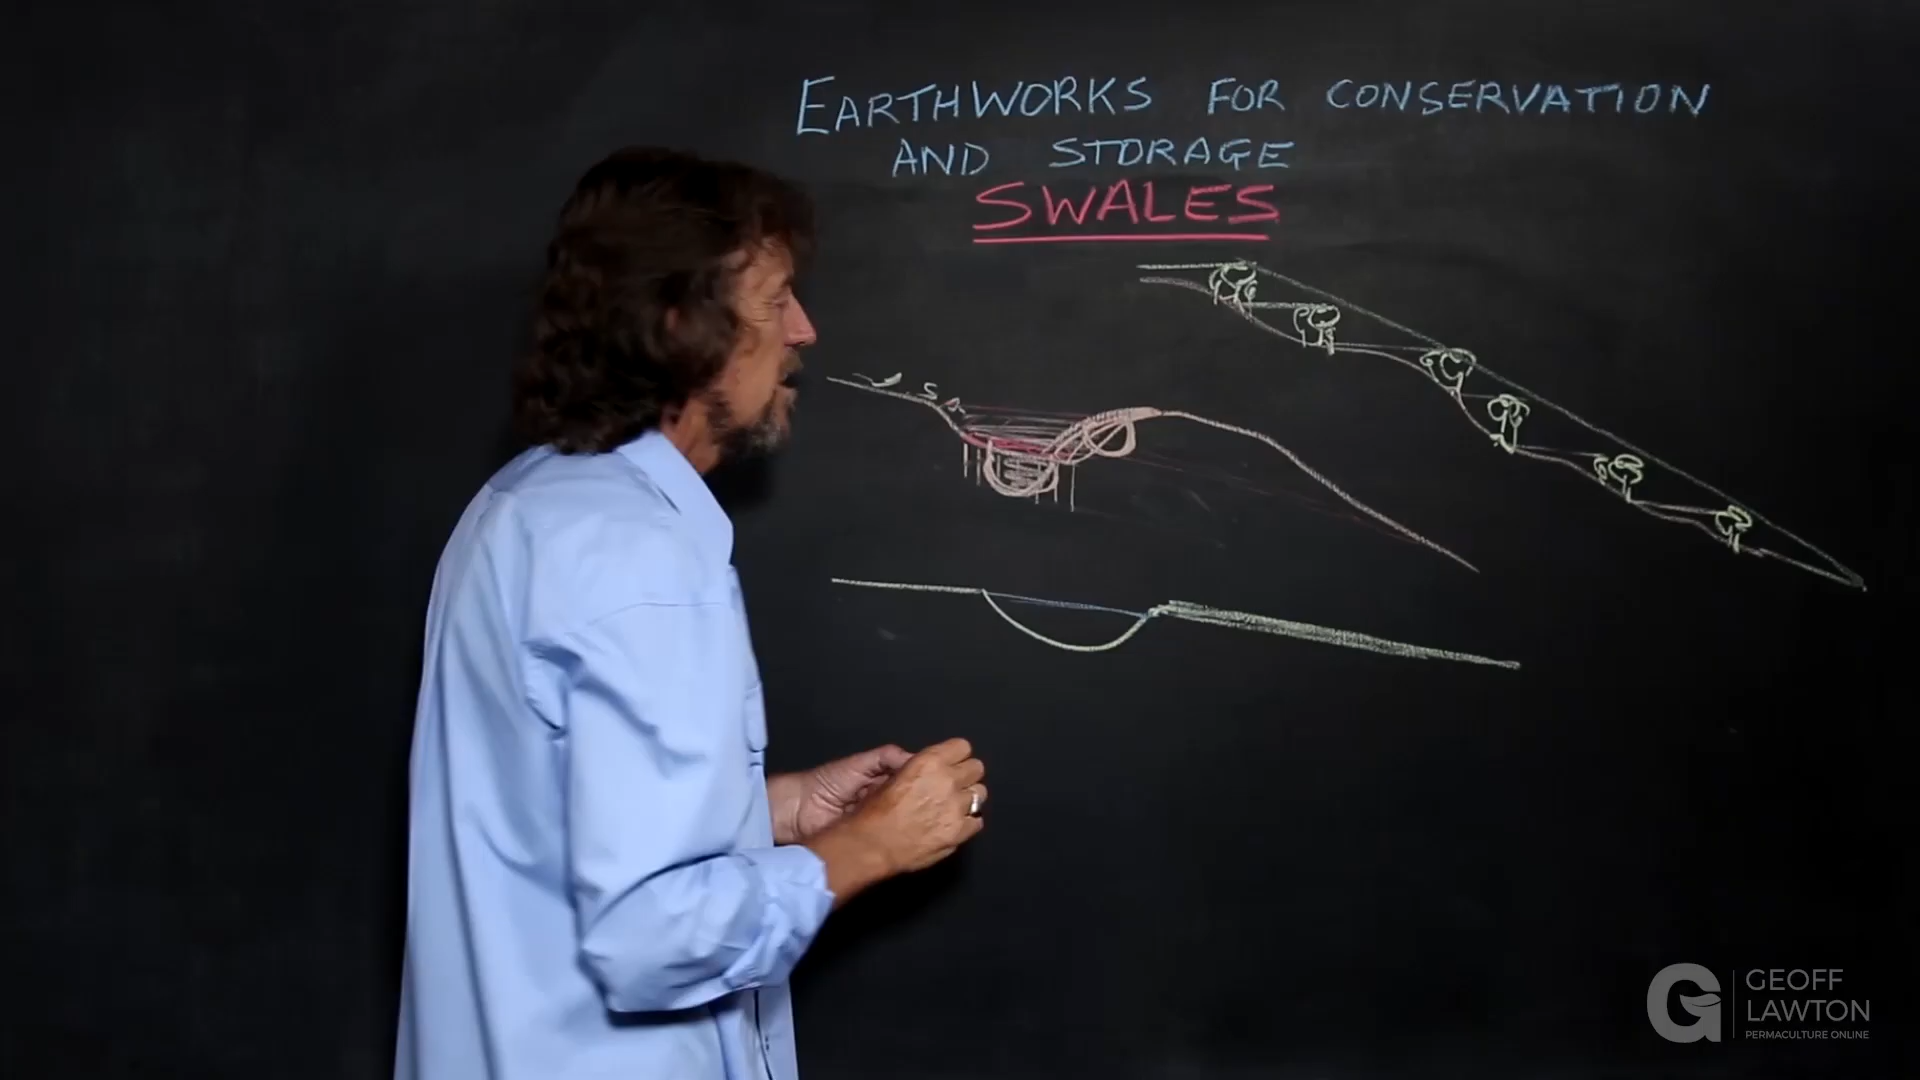 EARTHWORKS FOR CONSERVATION
AND STORAGE
SWALES
GEOFF
LAWTON
PERMACULTURE ONLINE